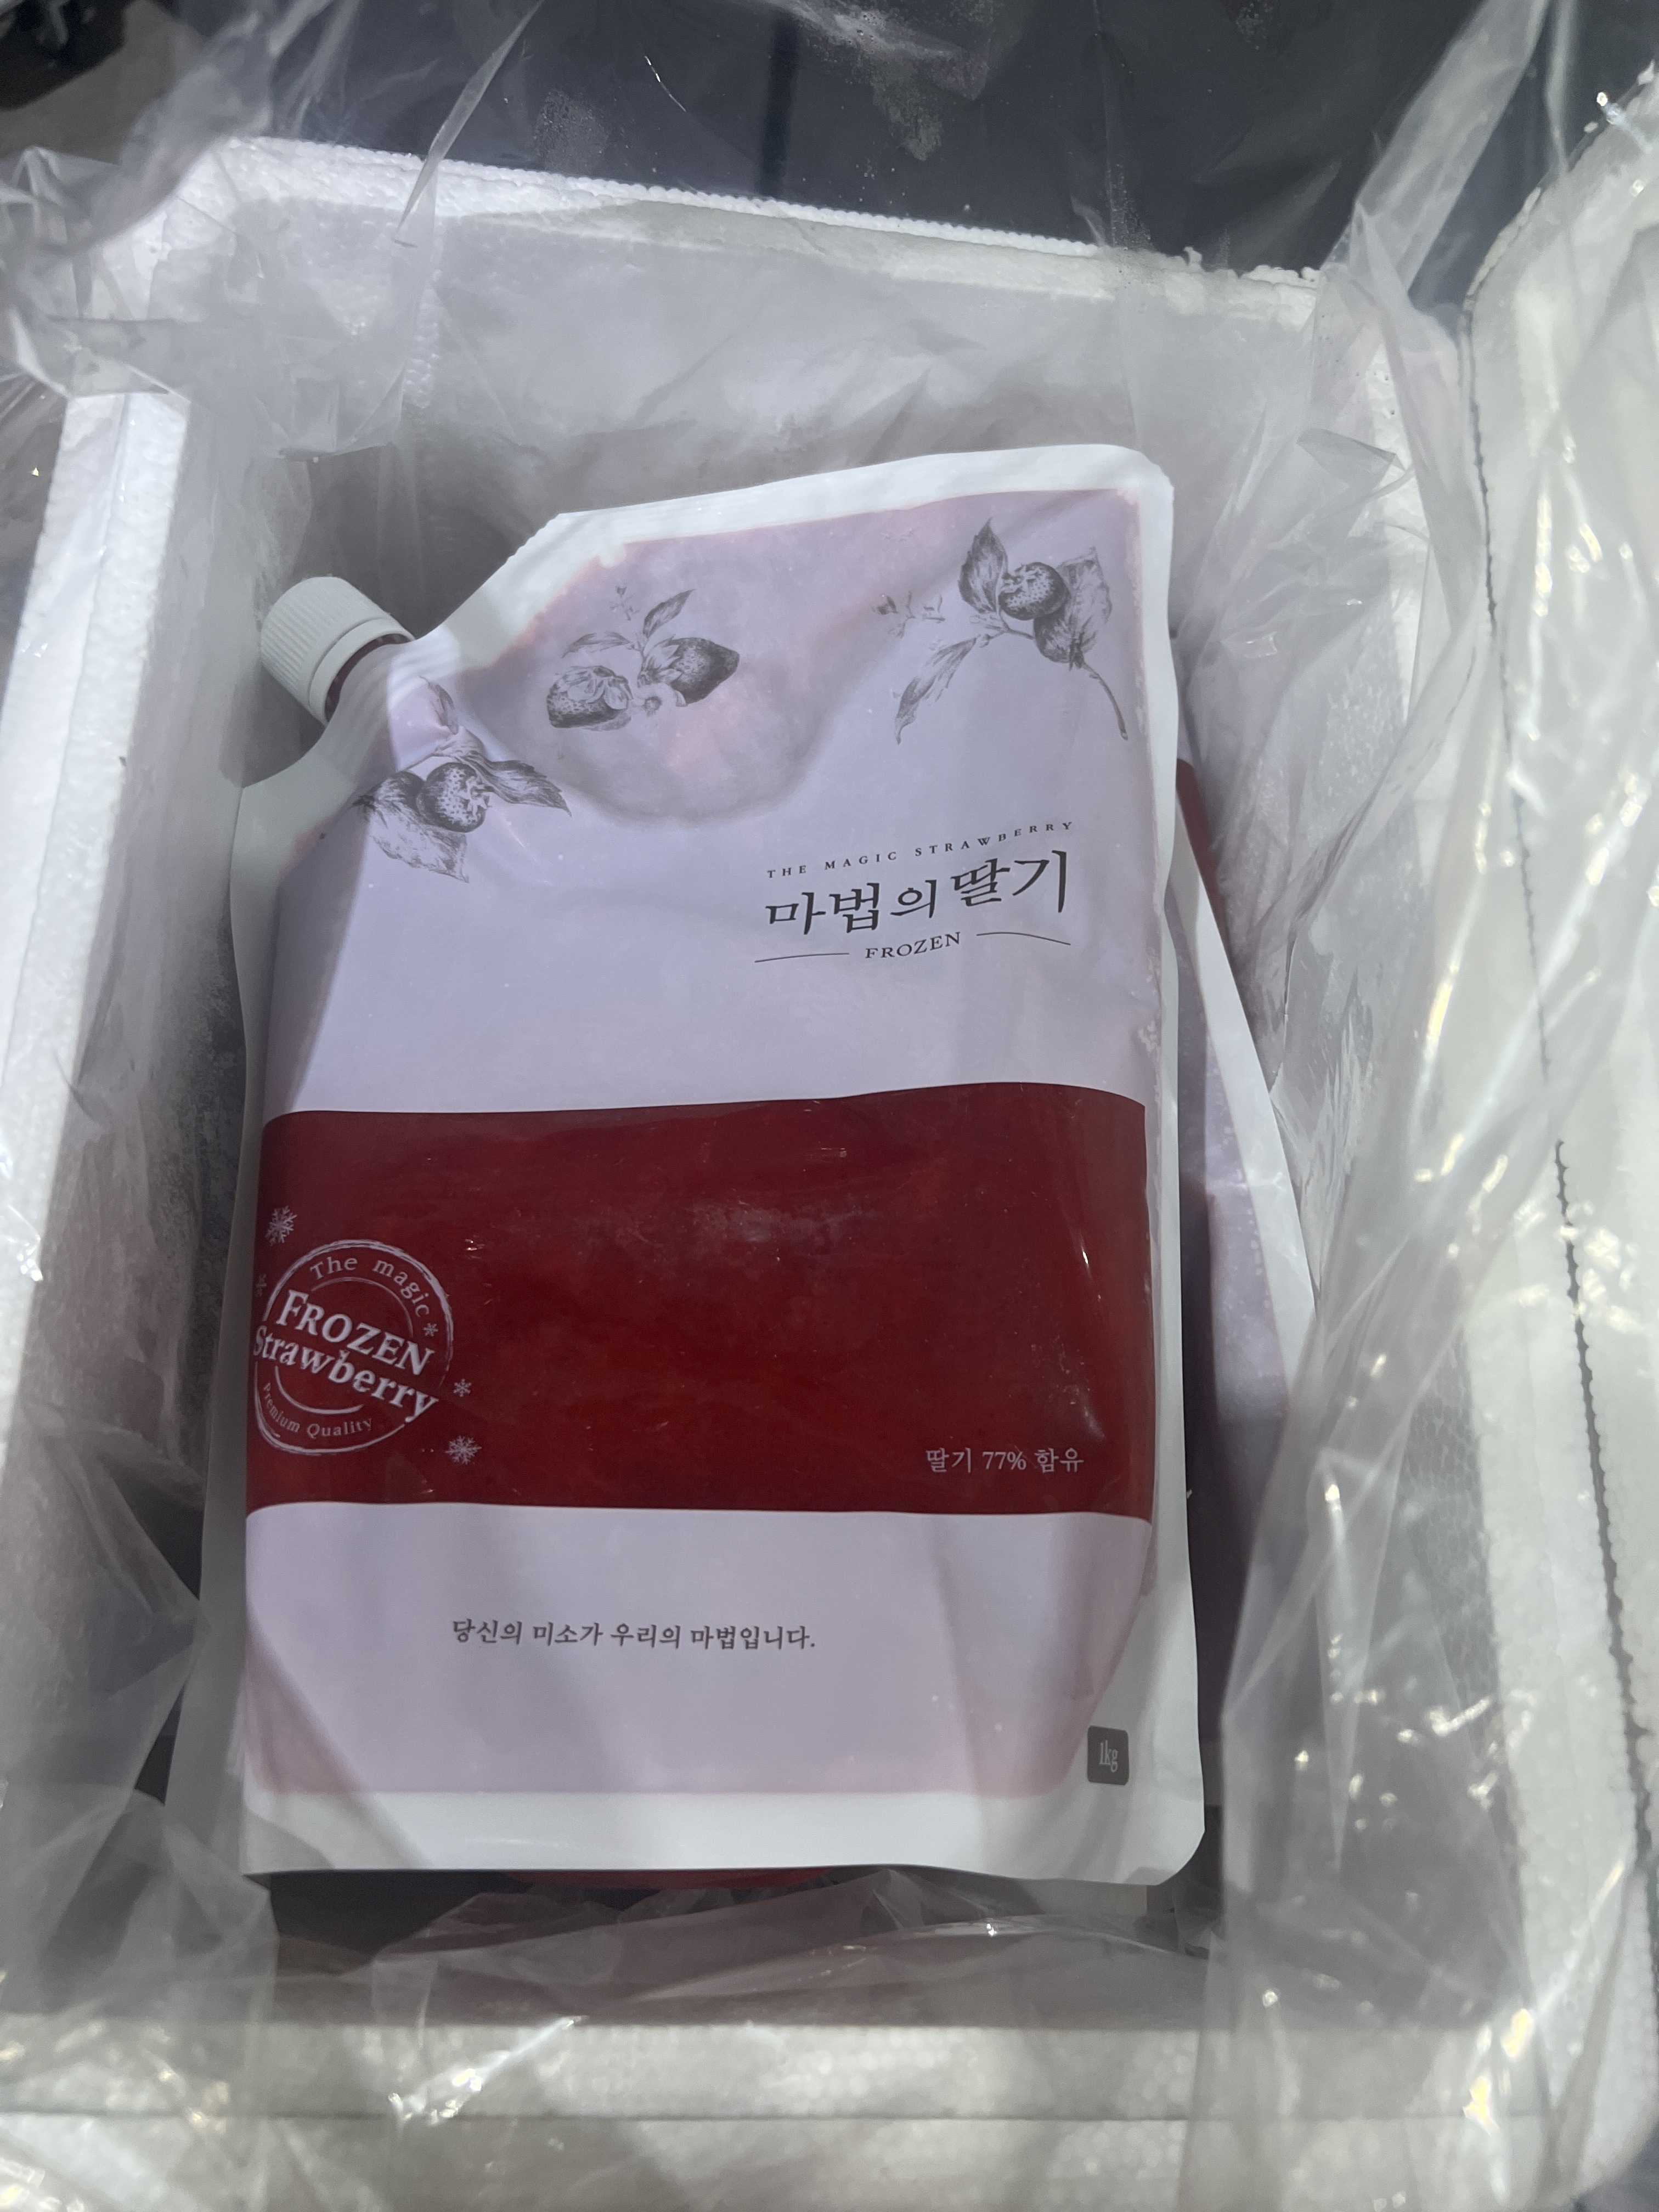 THE MAGIC STRAWBERRY
마법의 딸기
FROZEN
The magic
FROZEN
Strawberry
Premium Quality
딸기 77% 함유
당신의 미소가 우리의 마법입니다.
1kg